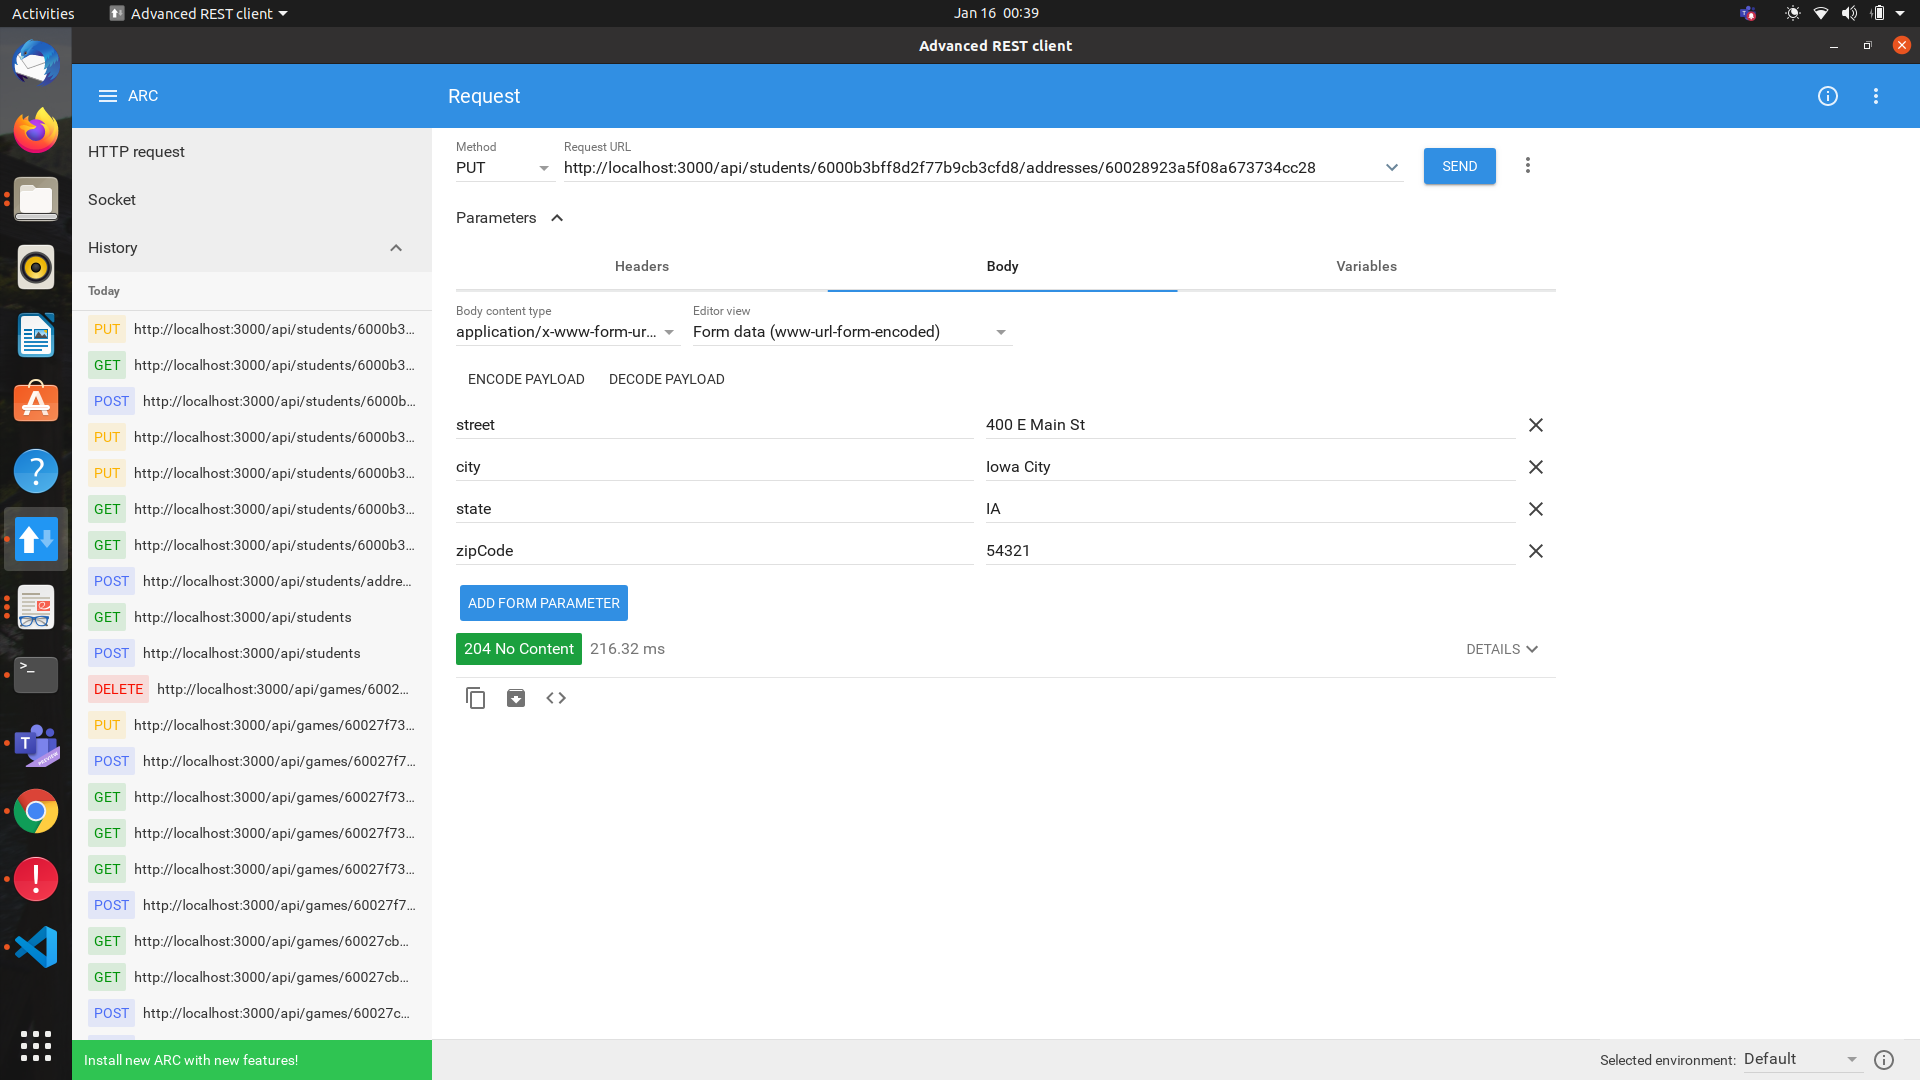 Activities
Advanced REST client
Jan 16 00:39
Advanced REST client
ARC
Request
HTTP request
Socket
History
Today
PUT http://localhost:3000/api/students/6000b3...
GET http://localhost:3000/api/students/6000b3...
POST http://localhost:3000/api/students/6000b...
PUT http://localhost:3000/api/students/6000b3...
PUT http://localhost:3000/api/students/6000b3...
GET http://localhost:3000/api/students/6000b3...
GET http://localhost:3000/api/students/6000b3...
POST http://localhost:3000/api/students/addre...
GET http://localhost:3000/api/students
POST http://localhost:3000/api/students
DELETE http://localhost:3000/api/games/6002...
PUT http://localhost:3000/api/games/60027f73...
POST http://localhost:3000/api/games/60027f7...
GET http://localhost:3000/api/games/60027f73...
GET http://localhost:3000/api/games/60027f73...
GET http://localhost:3000/api/games/60027f73...
POST http://localhost:3000/api/games/60027f7...
GET http://localhost:3000/api/games/60027cb...
GET http://localhost:3000/api/games/60027cb...
POST http://localhost:3000/api/games/60027c...
Install new ARC with new features!
Method
PUT
Request URL
http://localhost:3000/api/students/6000b3bff8d2f77b9cb3cfd8/addresses/60028923a5f08a673734cc28
SEND
Parameters
Headers
Body
Variables
Body content type
application/x-www-form-ur...
Editor view
Form data (www-url-form-encoded)
ENCODE PAYLOAD
DECODE PAYLOAD
street 400 E Main St
city Iowa City
state IA
zipCode 54321
ADD FORM PARAMETER
204 No Content 216.32 ms
DETAILS
Selected environment: Default